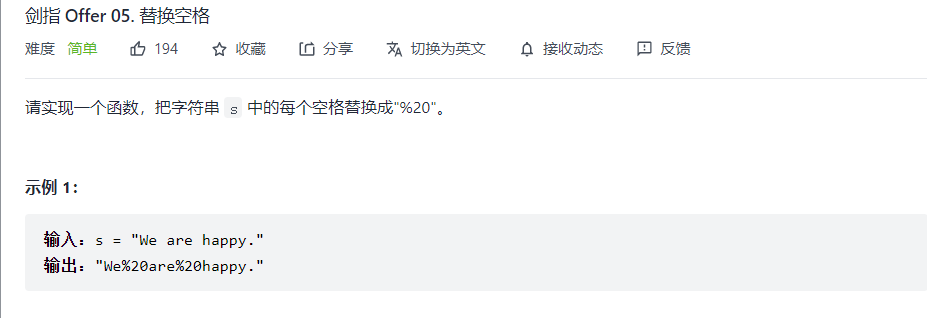 剑指 Offer 05. 替换空格
难度 简单 194 收藏 分享 切换为英文 接收动态 反馈
请实现一个函数，把字符串 s 中的每个空格替换成"%20"。
示例 1：
输入：s = "We are happy."
输出："We%20are%20happy."